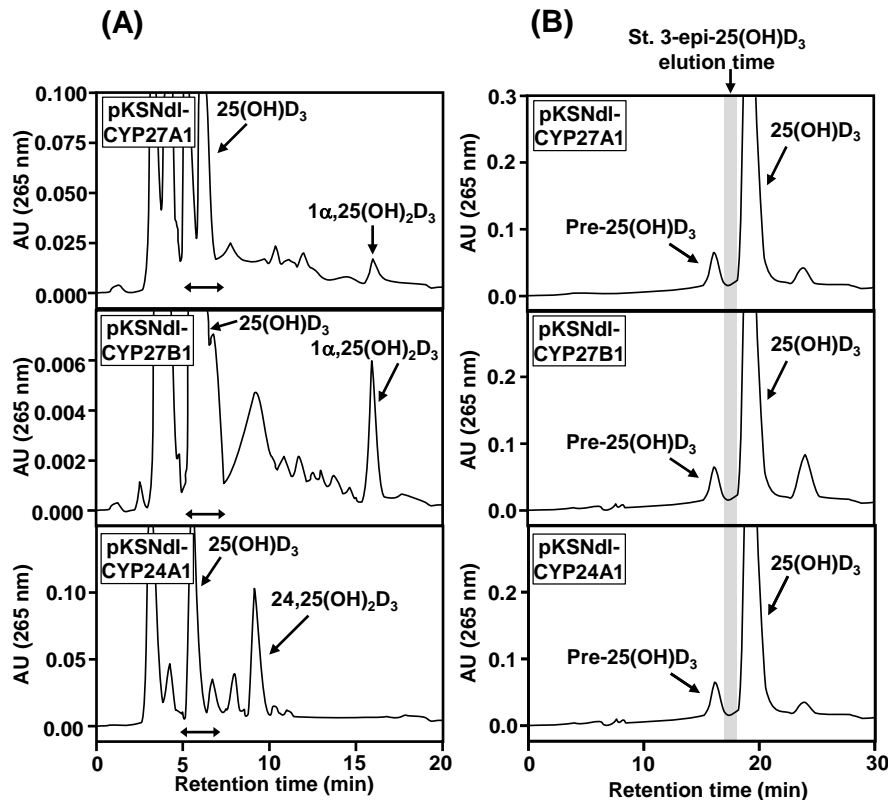 (A)
AU (265 nm)
0.100
0.075
0.050
0.025
0.000
pKSNdl-
CYP27A1
25(OH)D₃
1α,25(OH)₂D₃
AU (265 nm)
0.006
0.004
0.002
0.000
pKSNdl-
CYP27B1
25(OH)D₃
1α,25(OH)₂D₃
AU (265 nm)
0.10
0.05
0.00
pKSNdl-
CYP24A1
25(OH)D₃
24,25(OH)₂D₃
0 5 10 15 20
Retention time (min)
(B)
St. 3-epi-25(OH)D₃
elution time
AU (265 nm)
0.3
0.2
0.1
0.0
pKSNdl-
CYP27A1
25(OH)D₃
Pre-25(OH)D₃
AU (265 nm)
0.2
0.1
0.0
pKSNdl-
CYP27B1
25(OH)D₃
Pre-25(OH)D₃
AU (265 nm)
0.2
0.1
0.0
pKSNdl-
CYP24A1
25(OH)D₃
Pre-25(OH)D₃
0 10 20 30
Retention time (min)